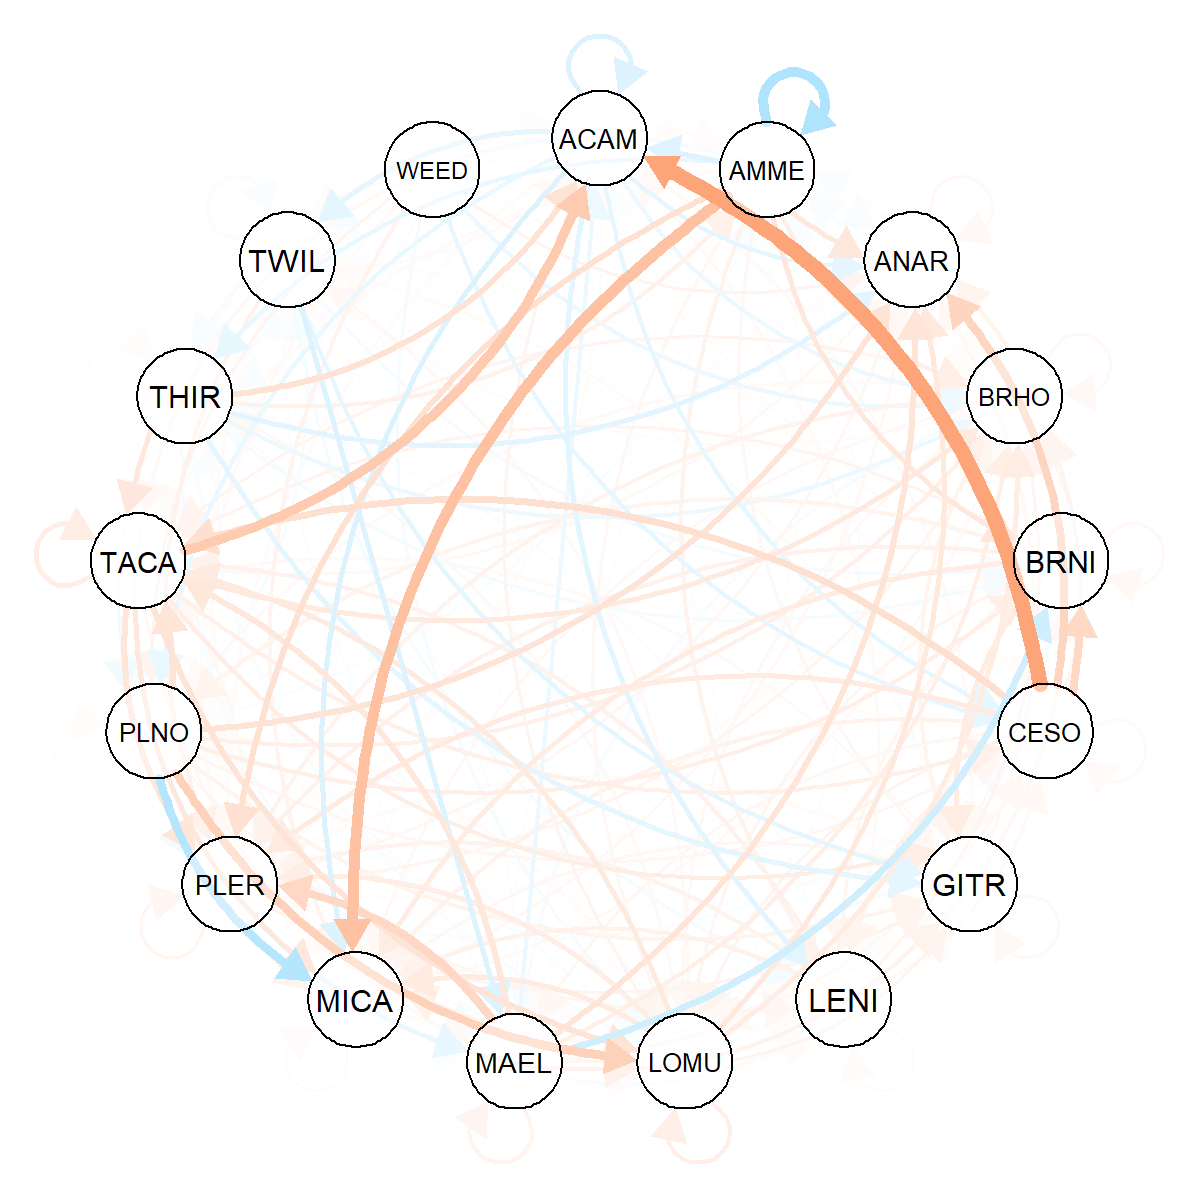 ACAM
AMME
WEED
ANAR
TWIL
BRHO
THIR
BRNI
TACA
CESO
PLNO
GITR
PLER
LENI
MICA
LOMU
MAEL